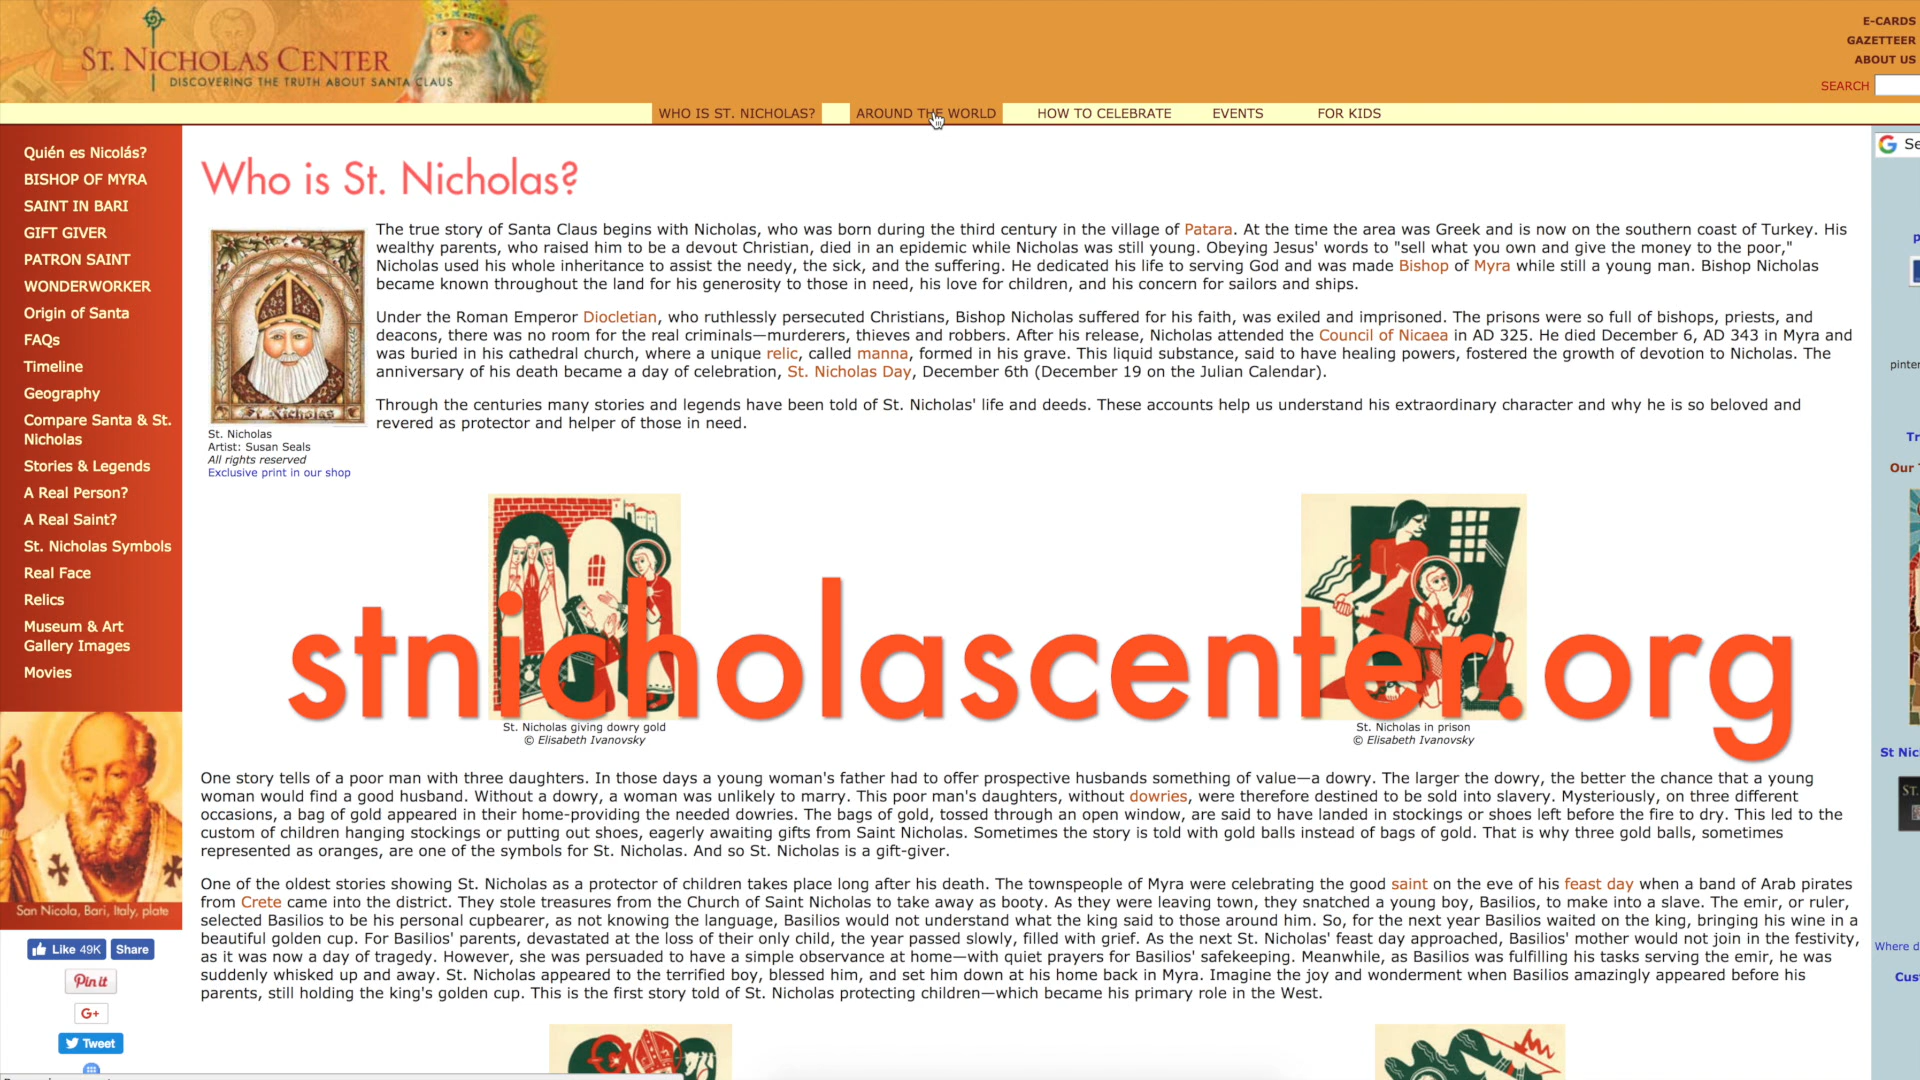 ST. NICHOLAS CENTER
DISCOVERING THE TRUTH ABOUT SANTA CLAUS
E-CARDS
GAZETTEER
ABOUT US
SEARCH
WHO IS ST. NICHOLAS?
AROUND THE WORLD
HOW TO CELEBRATE
EVENTS
FOR KIDS
Quién es Nicolás?
BISHOP OF MYRA
SAINT IN BARI
GIFT GIVER
PATRON SAINT
WONDERWORKER
Origin of Santa
FAQs
Timeline
Geography
Compare Santa & St.
Nicholas
Stories & Legends
A Real Person?
A Real Saint?
St. Nicholas Symbols
Real Face
Relics
Museum & Art
Gallery Images
Movies
San Nicola, Bari, Italy, plate
Like 49K
Share
Pin it
G+
Tweet
Who is St. Nicholas?
The true story of Santa Claus begins with Nicholas, who was born during the third century in the village of Patara. At the time the area was Greek and is now on the southern coast of Turkey. His
wealthy parents, who raised him to be a devout Christian, died in an epidemic while Nicholas was still young. Obeying Jesus' words to "sell what you own and give the money to the poor,"
Nicholas used his whole inheritance to assist the needy, the sick, and the suffering. He dedicated his life to serving God and was made Bishop of Myra while still a young man. Bishop Nicholas
became known throughout the land for his generosity to those in need, his love for children, and his concern for sailors and ships.
Under the Roman Emperor Diocletian, who ruthlessly persecuted Christians, Bishop Nicholas suffered for his faith, was exiled and imprisoned. The prisons were so full of bishops, priests, and
deacons, there was no room for the real criminals—murderers, thieves and robbers. After his release, Nicholas attended the Council of Nicaea in AD 325. He died December 6, AD 343 in Myra and
was buried in his cathedral church, where a unique relic, called manna, formed in his grave. This liquid substance, said to have healing powers, fostered the growth of devotion to Nicholas. The
anniversary of his death became a day of celebration, St. Nicholas Day, December 6th (December 19 on the Julian Calendar).
Through the centuries many stories and legends have been told of St. Nicholas' life and deeds. These accounts help us understand his extraordinary character and why he is so beloved and
revered as protector and helper of those in need.
St. Nicholas
St. Nicholas
Artist: Susan Seals
All rights reserved
Exclusive print in our shop
stnicholascenter.org
St. Nicholas giving dowry gold
© Elisabeth Ivanovsky
St. Nicholas in prison
© Elisabeth Ivanovsky
One story tells of a poor man with three daughters. In those days a young woman's father had to offer prospective husbands something of value—a dowry. The larger the dowry, the better the chance that a young
woman would find a good husband. Without a dowry, a woman was unlikely to marry. This poor man's daughters, without dowries, were therefore destined to be sold into slavery. Mysteriously, on three different
occasions, a bag of gold appeared in their home-providing the needed dowries. The bags of gold, tossed through an open window, are said to have landed in stockings or shoes left before the fire to dry. This led to the
custom of children hanging stockings or putting out shoes, eagerly awaiting gifts from Saint Nicholas. Sometimes the story is told with gold balls instead of bags of gold. That is why three gold balls, sometimes
represented as oranges, are one of the symbols for St. Nicholas. And so St. Nicholas is a gift-giver.
One of the oldest stories showing St. Nicholas as a protector of children takes place long after his death. The townspeople of Myra were celebrating the good saint on the eve of his feast day when a band of Arab pirates
from Crete came into the district. They stole treasures from the Church of Saint Nicholas to take away as booty. As they were leaving town, they snatched a young boy, Basilios, to make into a slave. The emir, or ruler,
selected Basilios to be his personal cupbearer, as not knowing the language, Basilios would not understand what the king said to those around him. So, for the next year Basilios waited on the king, bringing his wine in a
beautiful golden cup. For Basilios' parents, devastated at the loss of their only child, the year passed slowly, filled with grief. As the next St. Nicholas' feast day approached, Basilios' mother would not join in the festivity,
as it was now a day of tragedy. However, she was persuaded to have a simple observance at home—with quiet prayers for Basilios' safekeeping. Meanwhile, as Basilios was fulfilling his tasks serving the emir, he was
suddenly whisked up and away. St. Nicholas appeared to the terrified boy, blessed him, and set him down at his home back in Myra. Imagine the joy and wonderment when Basilios amazingly appeared before his
parents, still holding the king's golden cup. This is the first story told of St. Nicholas protecting children—which became his primary role in the West.
Our
Where